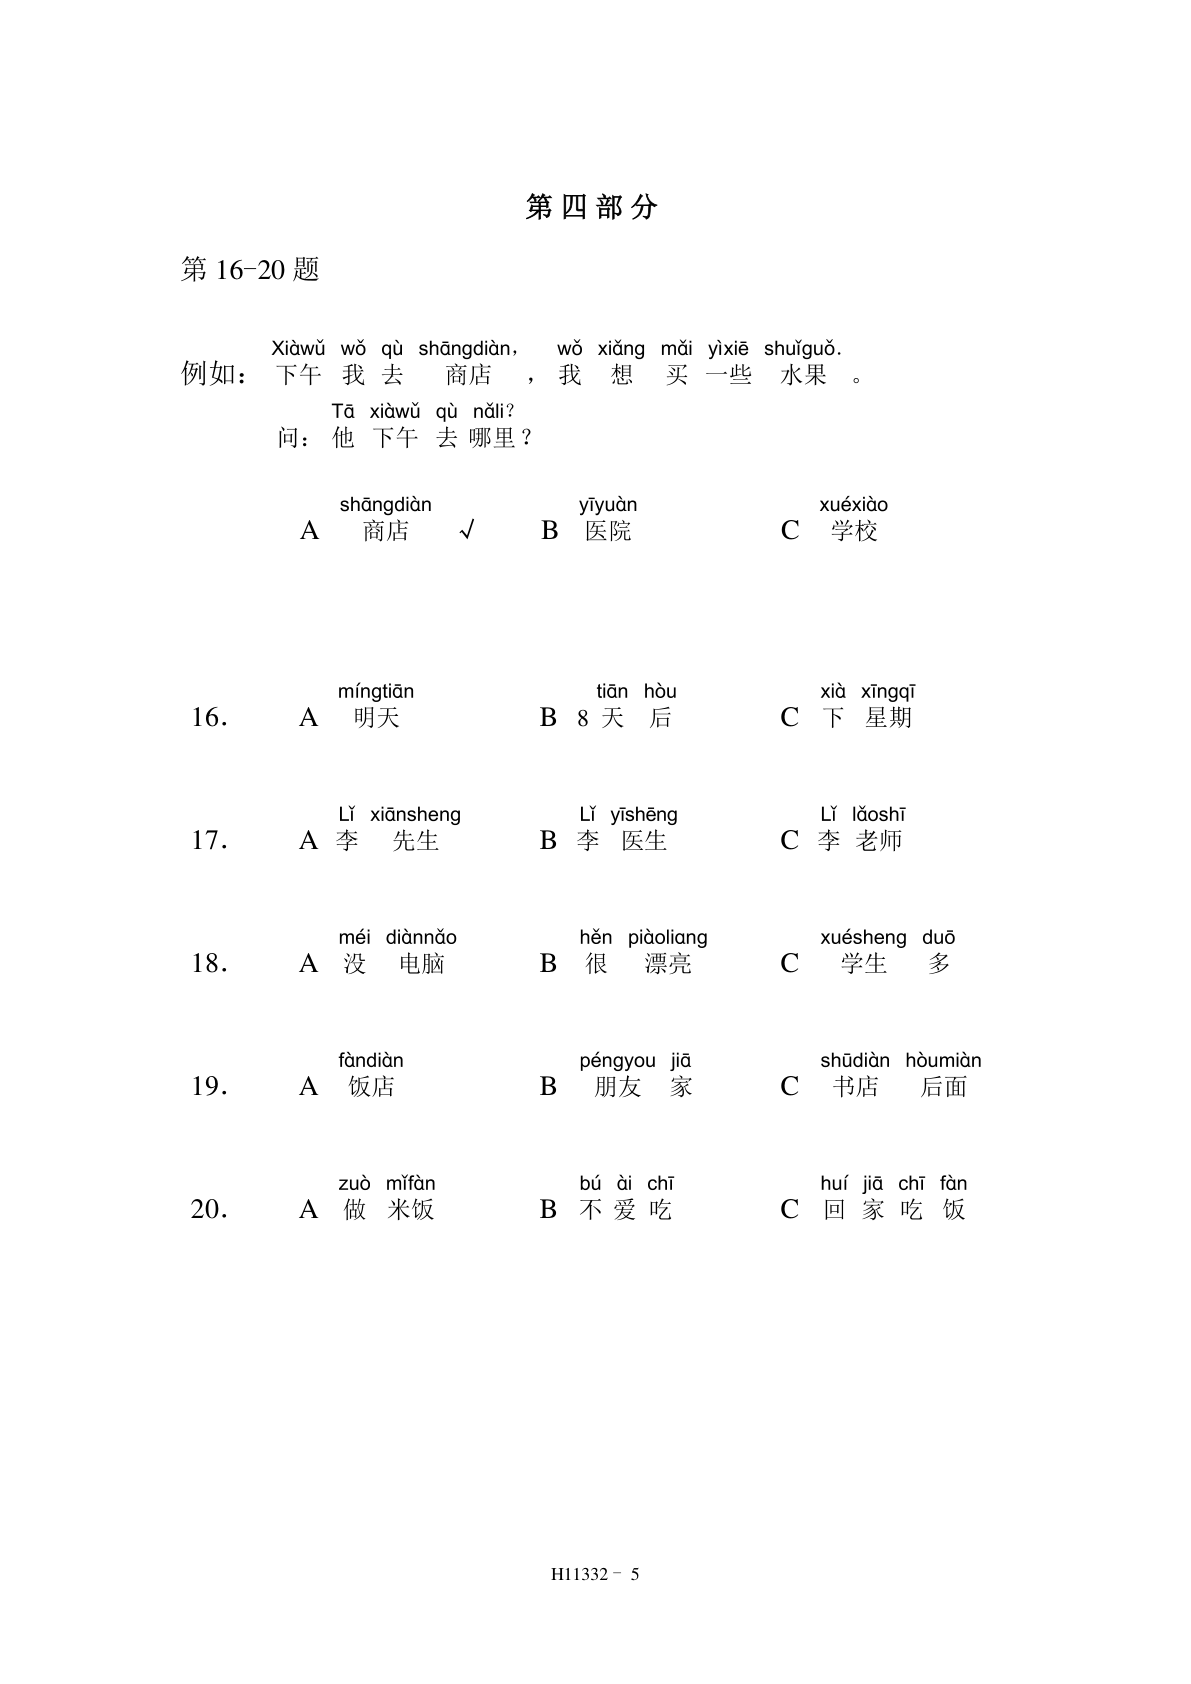 第四部分
第 16-20 题
Xiàwǔ wǒ qù shāngdiàn, wǒ xiǎng mǎi yìxiē shuǐguǒ.
例如： 下午 我 去 商店 ， 我 想 买 一些 水果 。
Tā xiàwǔ qù nǎli?
问： 他 下午 去 哪里？
shāngdiàn yīyuàn xuéxiào
A 商店 √ B 医院 C 学校
míngtiān tiān hòu xià xīngqī
16. A 明天 B 8 天 后 C 下 星期
Lǐ xiānsheng Lǐ yīshēng Lǐ lǎoshī
17. A 李 先生 B 李 医生 C 李 老师
méi diànnǎo hěn piàoliang xuésheng duō
18. A 没 电脑 B 很 漂亮 C 学生 多
fàndiàn péngyou jiā shūdiàn hòumiàn
19. A 饭店 B 朋友 家 C 书店 后面
zuò mǐfàn bú ài chī huí jiā chī fàn
20. A 做 米饭 B 不 爱 吃 C 回 家 吃 饭
H11332- 5